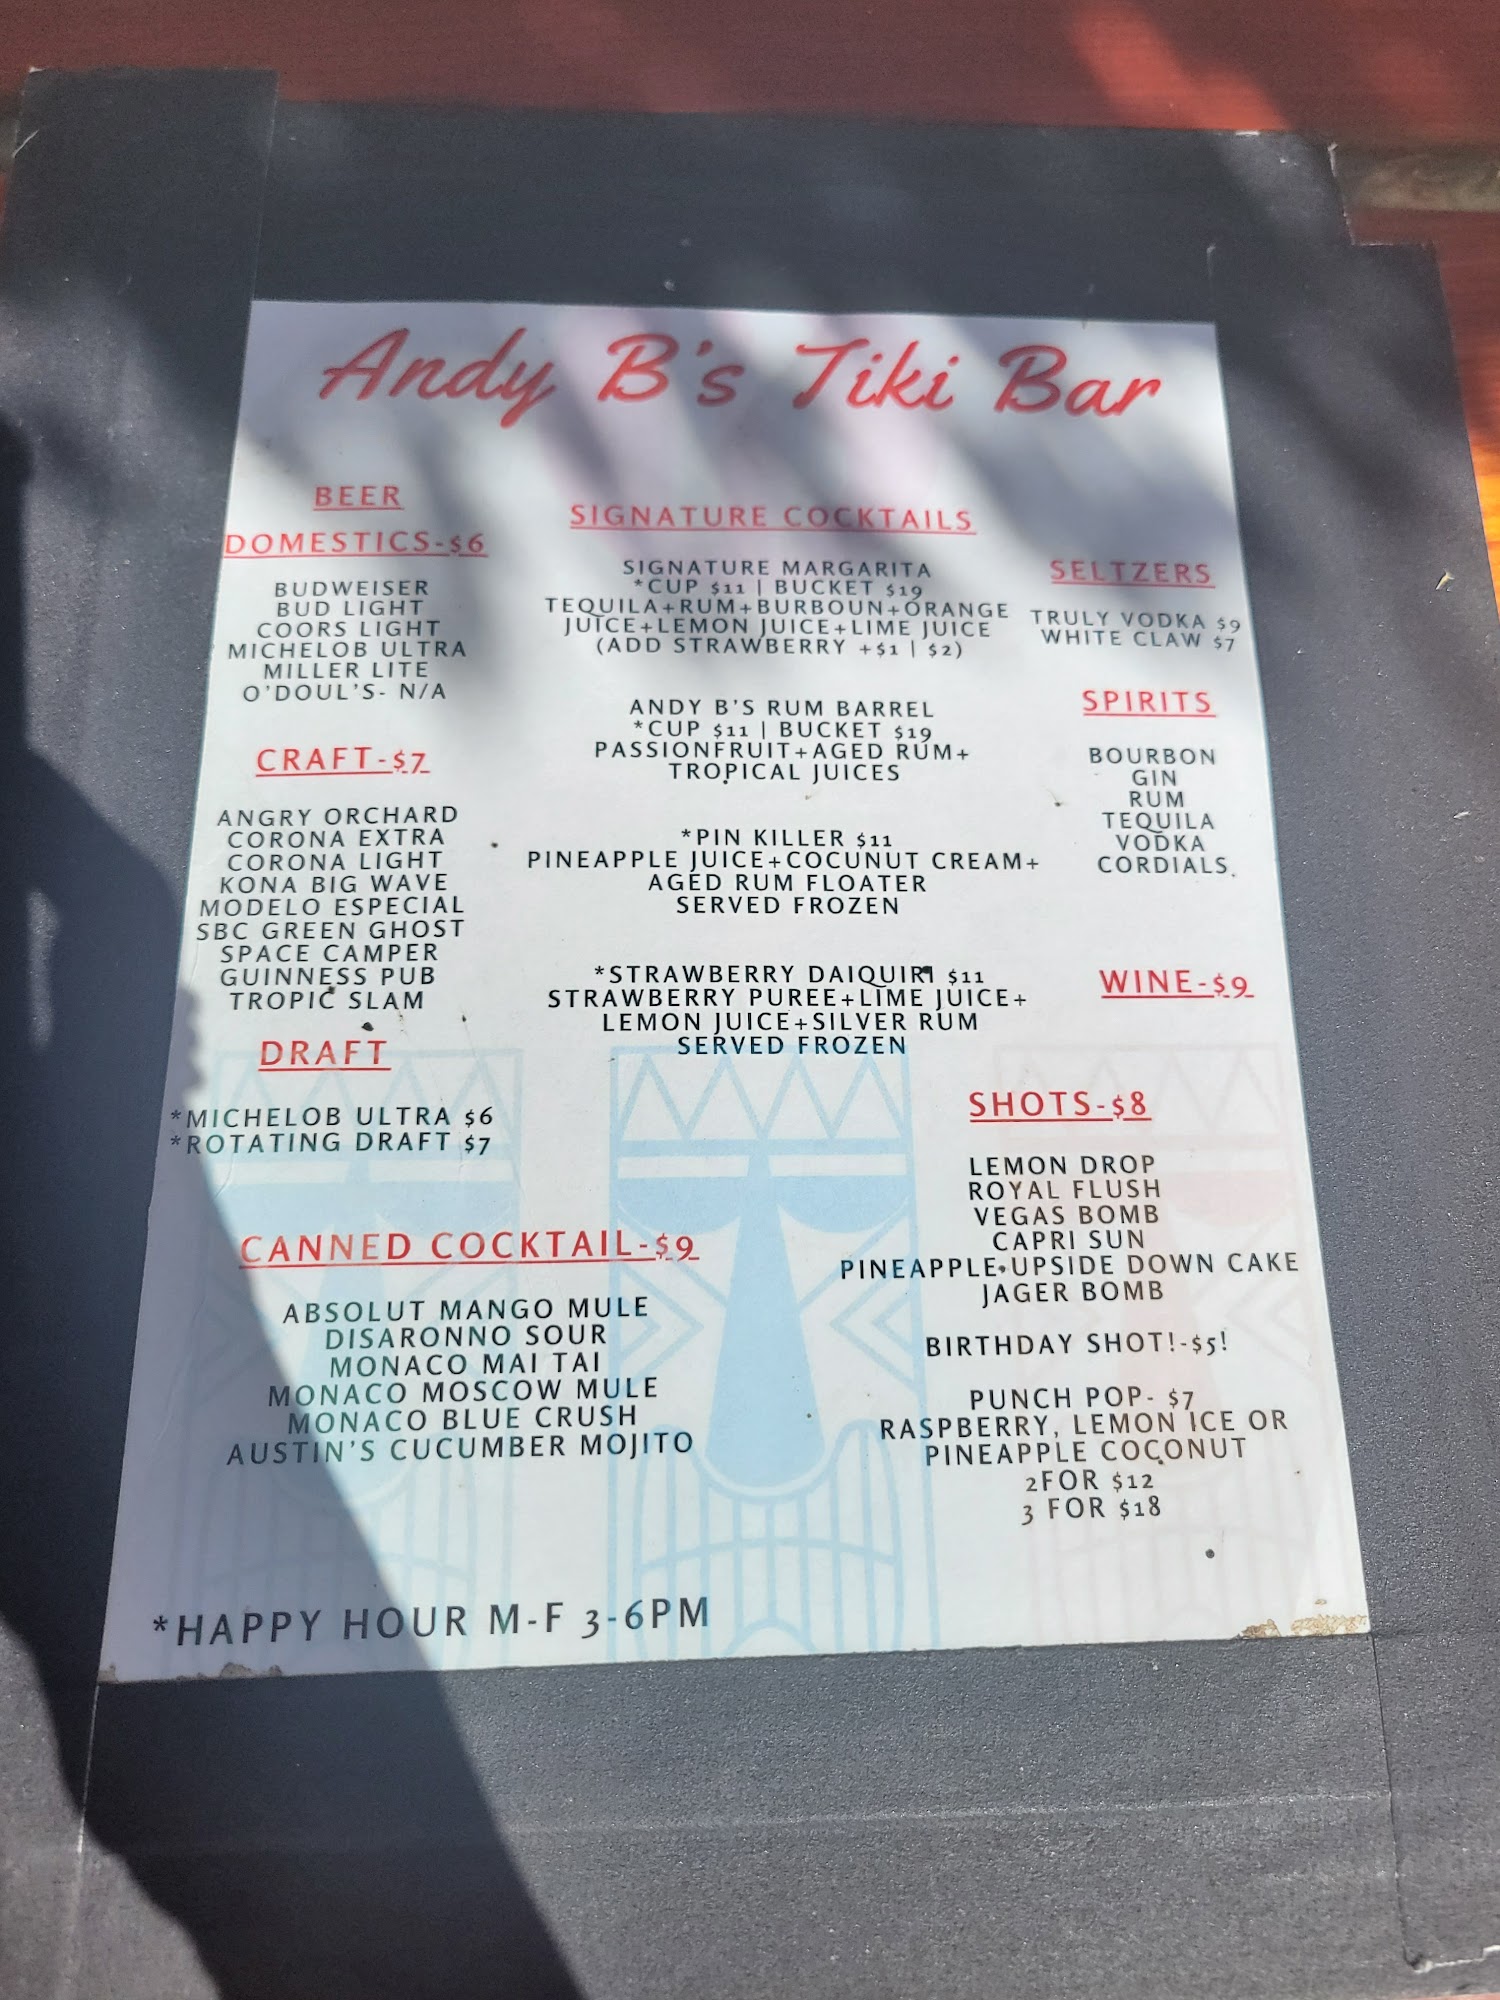 Andy B's Tiki Bar
BEER
DOMESTICS-$6
BUDWEISER
BUD LIGHT
COORS LIGHT
MICHELOB ULTRA
MILLER LITE
O'DOUL'S- N/A
CRAFT-$7
ANGRY ORCHARD
CORONA EXTRA
CORONA LIGHT
KONA BIG WAVE
MODELO ESPECIAL
SBC GREEN GHOST
SPACE CAMPER
GUINNESS PUB
TROPIC SLAM
DRAFT
*MICHELOB ULTRA $6
*ROTATING DRAFT $7
SIGNATURE COCKTAILS
SIGNATURE MARGARITA
*CUP $11 | BUCKET $19
TEQUILA+RUM+BURBOUN+ORANGE
JUICE+LEMON JUICE+LIME JUICE
(ADD STRAWBERRY +$1 | $2)
ANDY B'S RUM BARREL
*CUP $11 | BUCKET $19
PASSIONFRUIT+AGED RUM+
TROPICAL JUICES
*PIN KILLER $11
PINEAPPLE JUICE+COCUNUT CREAM+
AGED RUM FLOATER
SERVED FROZEN
*STRAWBERRY DAIQUIRI $11
STRAWBERRY PUREE+LIME JUICE+
LEMON JUICE+SILVER RUM
SERVED FROZEN
SELTZERS
TRULY VODKA $9
WHITE CLAW $7
SPIRITS
BOURBON
GIN
RUM
TEQUILA
VODKA
CORDIALS
WINE-$9
CANNED COCKTAIL-$9
ABSOLUT MANGO MULE
DISARONNO SOUR
MONACO MAI TAI
MONACO MOSCOW MULE
MONACO BLUE CRUSH
AUSTIN'S CUCUMBER MOJITO
SHOTS-$8
LEMON DROP
ROYAL FLUSH
VEGAS BOMB
CAPRI SUN
PINEAPPLE UPSIDE DOWN CAKE
JAGER BOMB
BIRTHDAY SHOT!-$5!
PUNCH POP- $7
RASPBERRY, LEMON ICE OR
PINEAPPLE COCONUT
2FOR $12
3 FOR $18
*HAPPY HOUR M-F 3-6PM